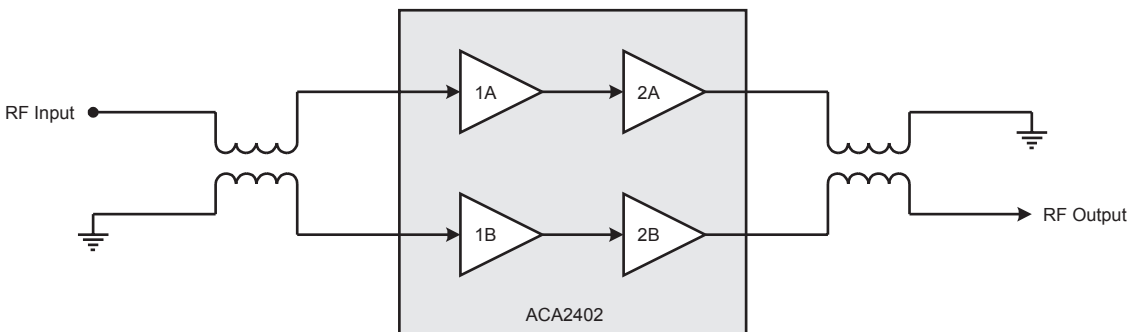 RF Input
1A
2A
1B
2B
RF Output
ACA2402